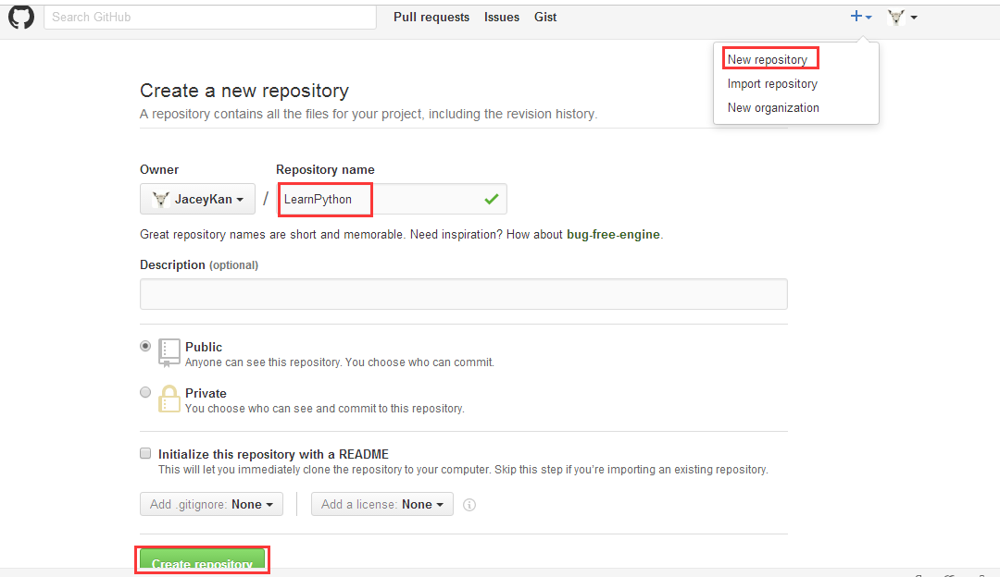 Search GitHub
Pull requests Issues Gist
New repository
Import repository
New organization
Create a new repository
A repository contains all the files for your project, including the revision history.
Owner Repository name
JaceyKan / LearnPython
Great repository names are short and memorable. Need inspiration? How about bug-free-engine.
Description (optional)
Public
Anyone can see this repository. You choose who can commit.
Private
You choose who can see and commit to this repository.
Initialize this repository with a README
This will let you immediately clone the repository to your computer. Skip this step if you're importing an existing repository.
Add .gitignore: None Add a license: None
Create repository